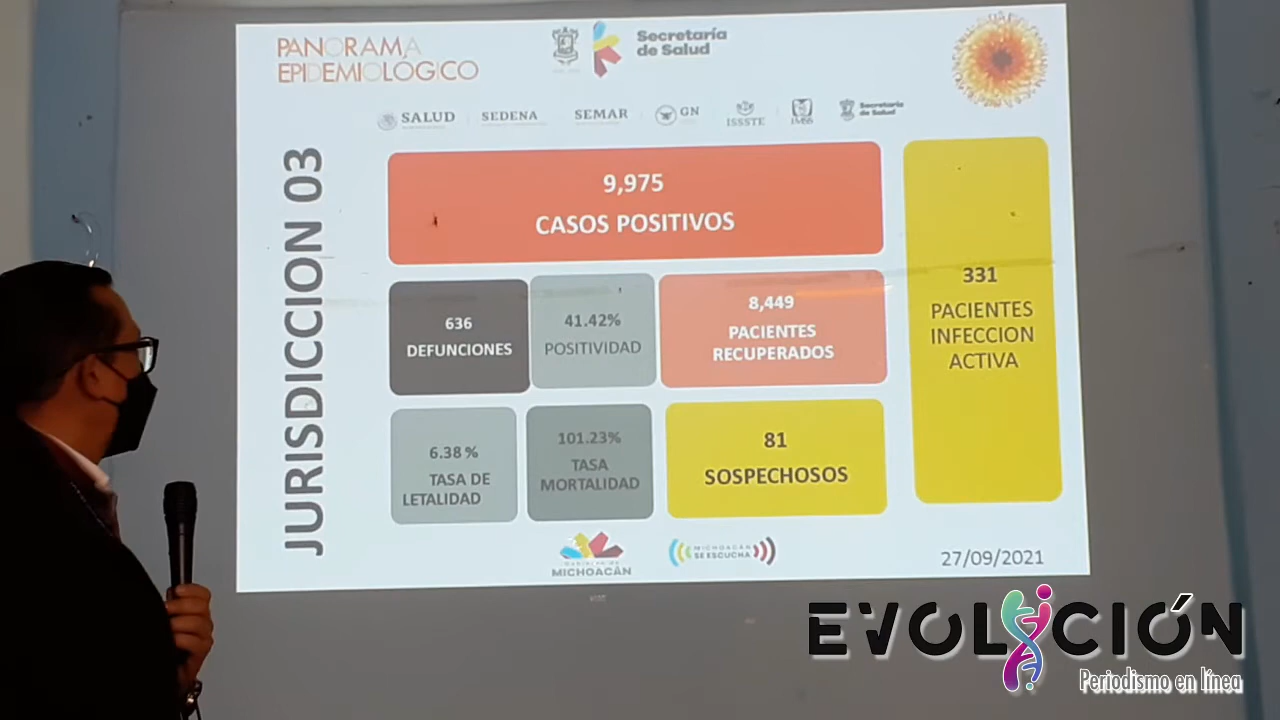 PANORAMA
EPIDEMIOLÓGICO
Secretaría
de Salud
SALUD
SEDENA
SEMAR
GN
ISSSTE
IMSS
Secretaría
de Salud
JURISDICCION 03
9,975
CASOS POSITIVOS
331
PACIENTES
INFECCION
ACTIVA
636
DEFUNCIONES
41.42%
POSITIVIDAD
8,449
PACIENTES
RECUPERADOS
6.38 %
TASA DE
LETALIDAD
101.23%
TASA
MORTALIDAD
81
SOSPECHOSOS
MICHOACÁN
MICHOACÁN
SE ESCUCHA
27/09/2021
EVOLUCIÓN
Periodismo en línea